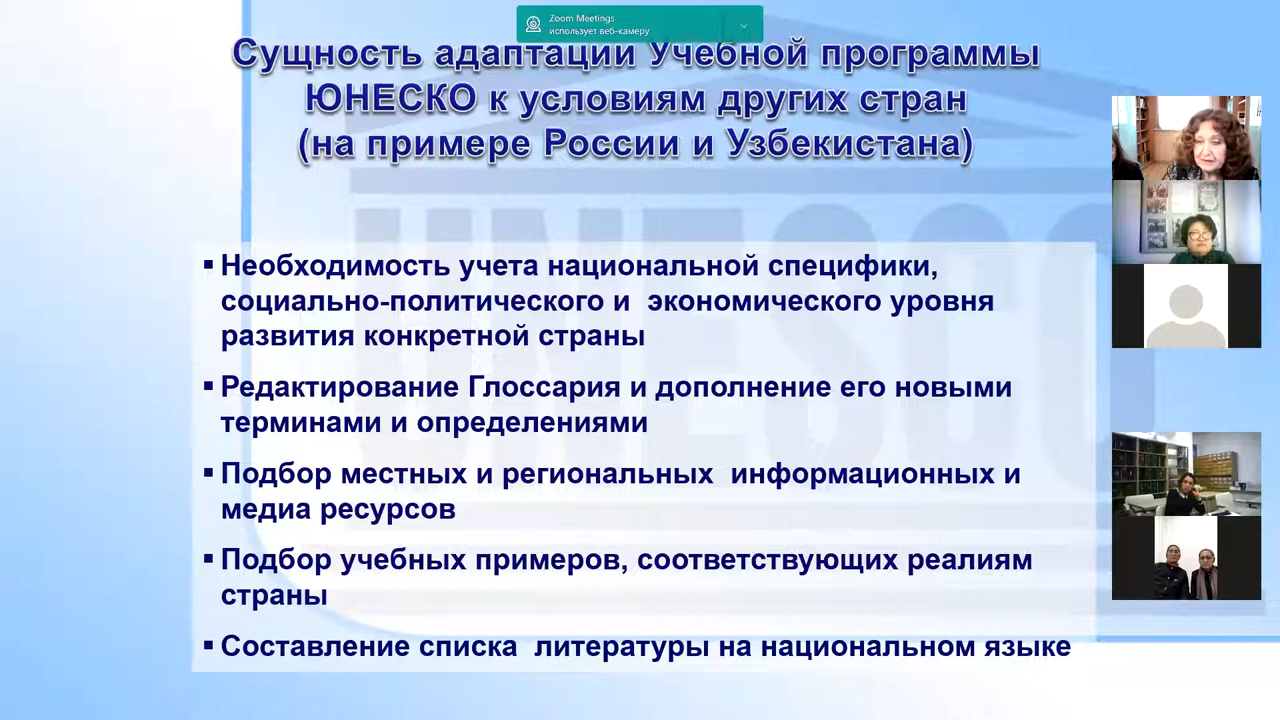 Zoom Meetings
использует веб-камеру
Сущность адаптации Учебной программы
ЮНЕСКО к условиям других стран
(на примере России и Узбекистана)
UNESCO
▪ Необходимость учета национальной специфики,
социально-политического и экономического уровня
развития конкретной страны
▪ Редактирование Глоссария и дополнение его новыми
терминами и определениями
▪ Подбор местных и региональных информационных и
медиа ресурсов
▪ Подбор учебных примеров, соответствующих реалиям
страны
▪ Составление списка литературы на национальном языке